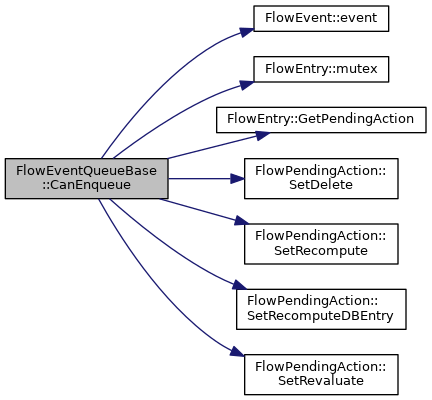 FlowEventQueueBase
::CanEnqueue
FlowEvent::event
FlowEntry::mutex
FlowEntry::GetPendingAction
FlowPendingAction::
SetDelete
FlowPendingAction::
SetRecompute
FlowPendingAction::
SetRecomputeDBEntry
FlowPendingAction::
SetRevaluate